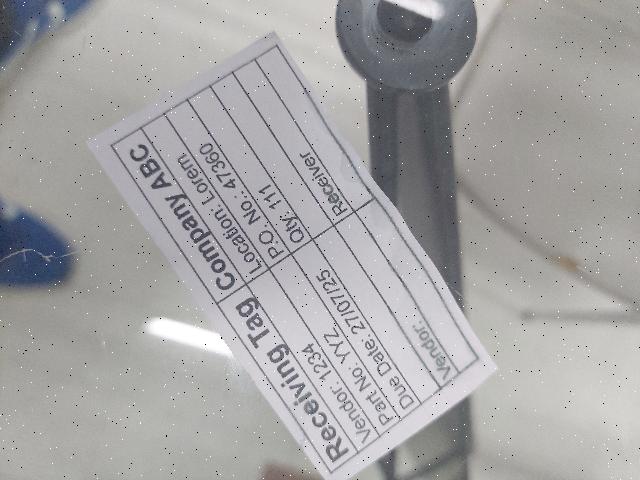 Receiving Tag Company ABC
Vendor: 1234 Location: Lorem
Part No: YYZ P.O. No.: 47360
Due Date: 27/07/25 Qty: 111
Vendor: Receiver